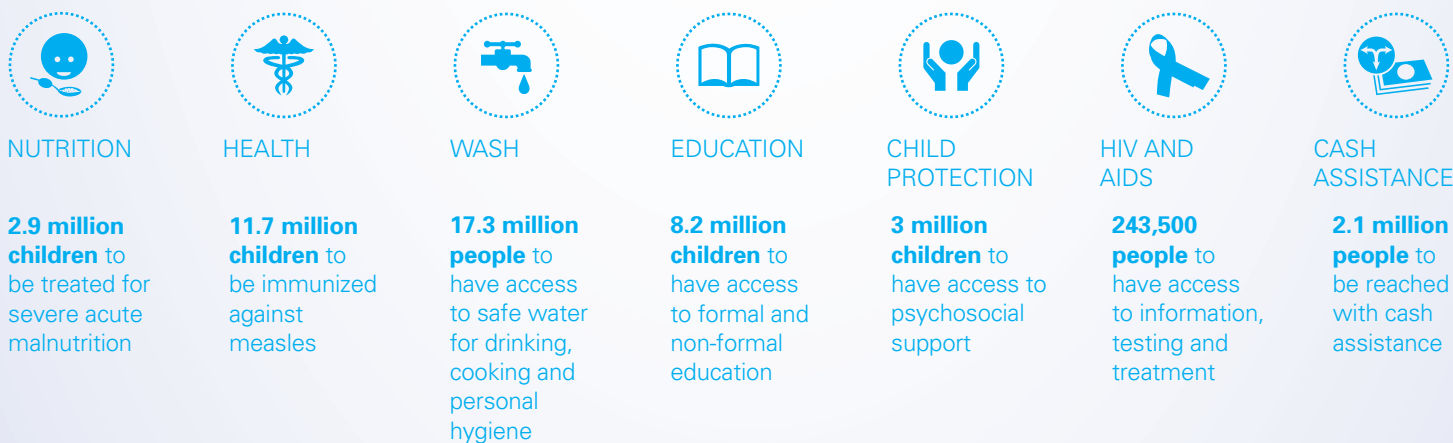 NUTRITION
2.9 million
children to
be treated for
severe acute
malnutrition
HEALTH
11.7 million
children to
be immunized
against
measles
WASH
17.3 million
people to
have access
to safe water
for drinking,
cooking and
personal
hygiene
EDUCATION
8.2 million
children to
have access
to formal and
non-formal
education
CHILD
PROTECTION
3 million
children to
have access to
psychosocial
support
HIV AND
AIDS
243,500
people to
have access
to information,
testing and
treatment
CASH
ASSISTANCE
2.1 million
people to
be reached
with cash
assistance